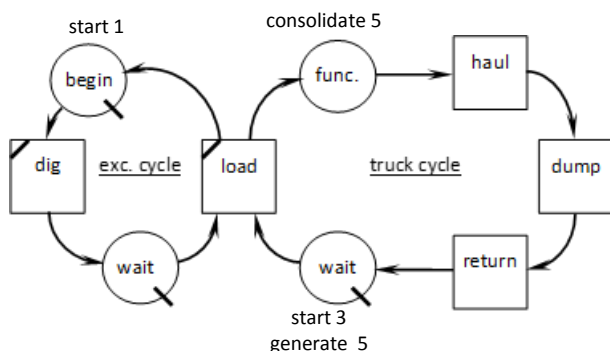 start 1
consolidate 5
begin
func.
haul
dig
exc. cycle
load
truck cycle
dump
wait
wait
return
start 3
generate 5